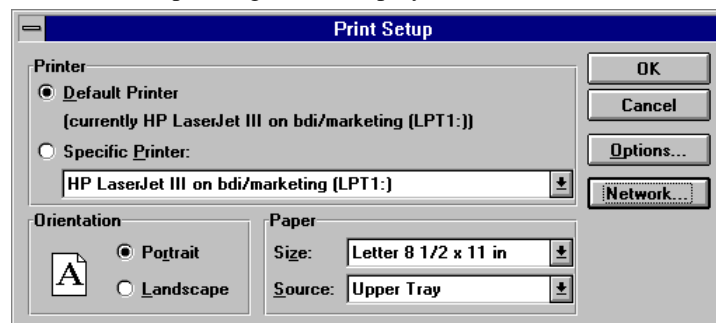 Print Setup
Printer
Default Printer
(currently HP LaserJet III on bdi/marketing (LPT1:))
Specific Printer:
HP LaserJet III on bdi/marketing (LPT1:)
OK
Cancel
Options...
Network...
Orientation
A
Portrait
Landscape
Paper
Size: Letter 8 1/2 x 11 in
Source: Upper Tray